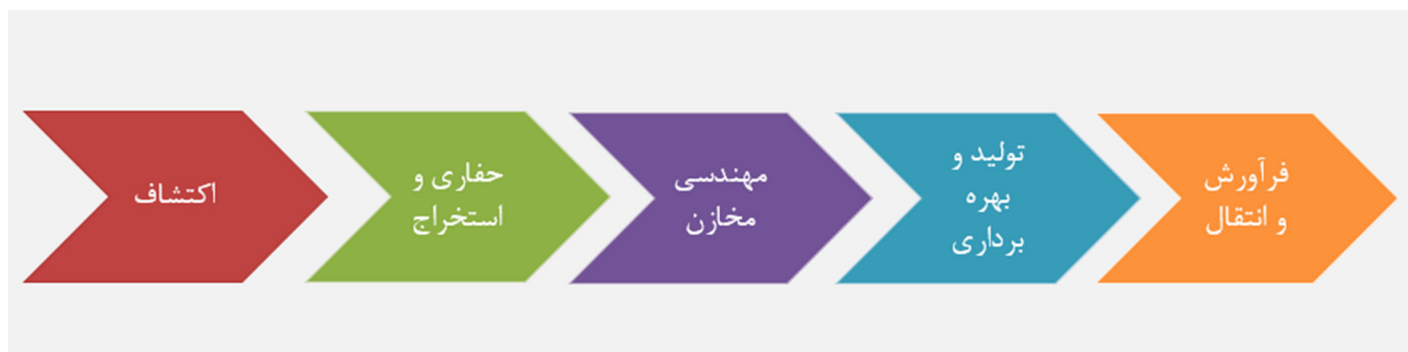 اکتشاف
حفاری و
استخراج
مهندسی
مخازن
تولید و
بهره
برداری
فرآورش
و انتقال